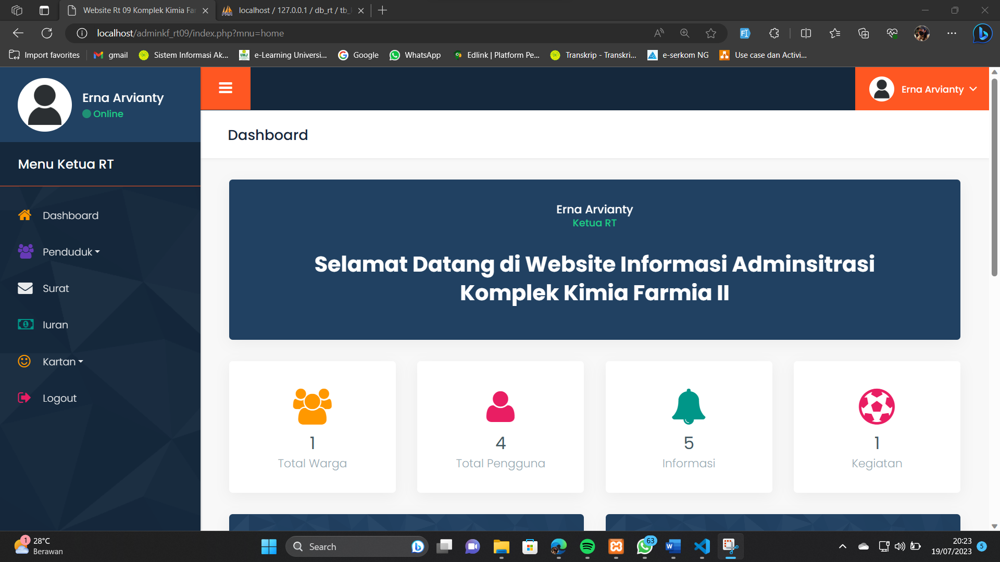 Website Rt 09 Komplek Kimia Far
localhost / 127.0.0.1 / db_rt / tb_
localhost/adminkf_rt09/index.php?mnu=home
Import favorites
gmail
Sistem Informasi Ak...
e-Learning Universi...
Google
WhatsApp
Edlink | Platform Pe...
Transkrip - Transkri...
e-serkom NG
Use case dan Activi...
Erna Arvianty
Online
Erna Arvianty
Dashboard
Menu Ketua RT
Dashboard
Penduduk
Surat
Iuran
Kartan
Logout
Erna Arvianty
Ketua RT
Selamat Datang di Website Informasi Adminsitrasi
Komplek Kimia Farmia II
1
Total Warga
4
Total Pengguna
5
Informasi
1
Kegiatan
1
28°C
Berawan
Search
63
20:23
19/07/2023
5